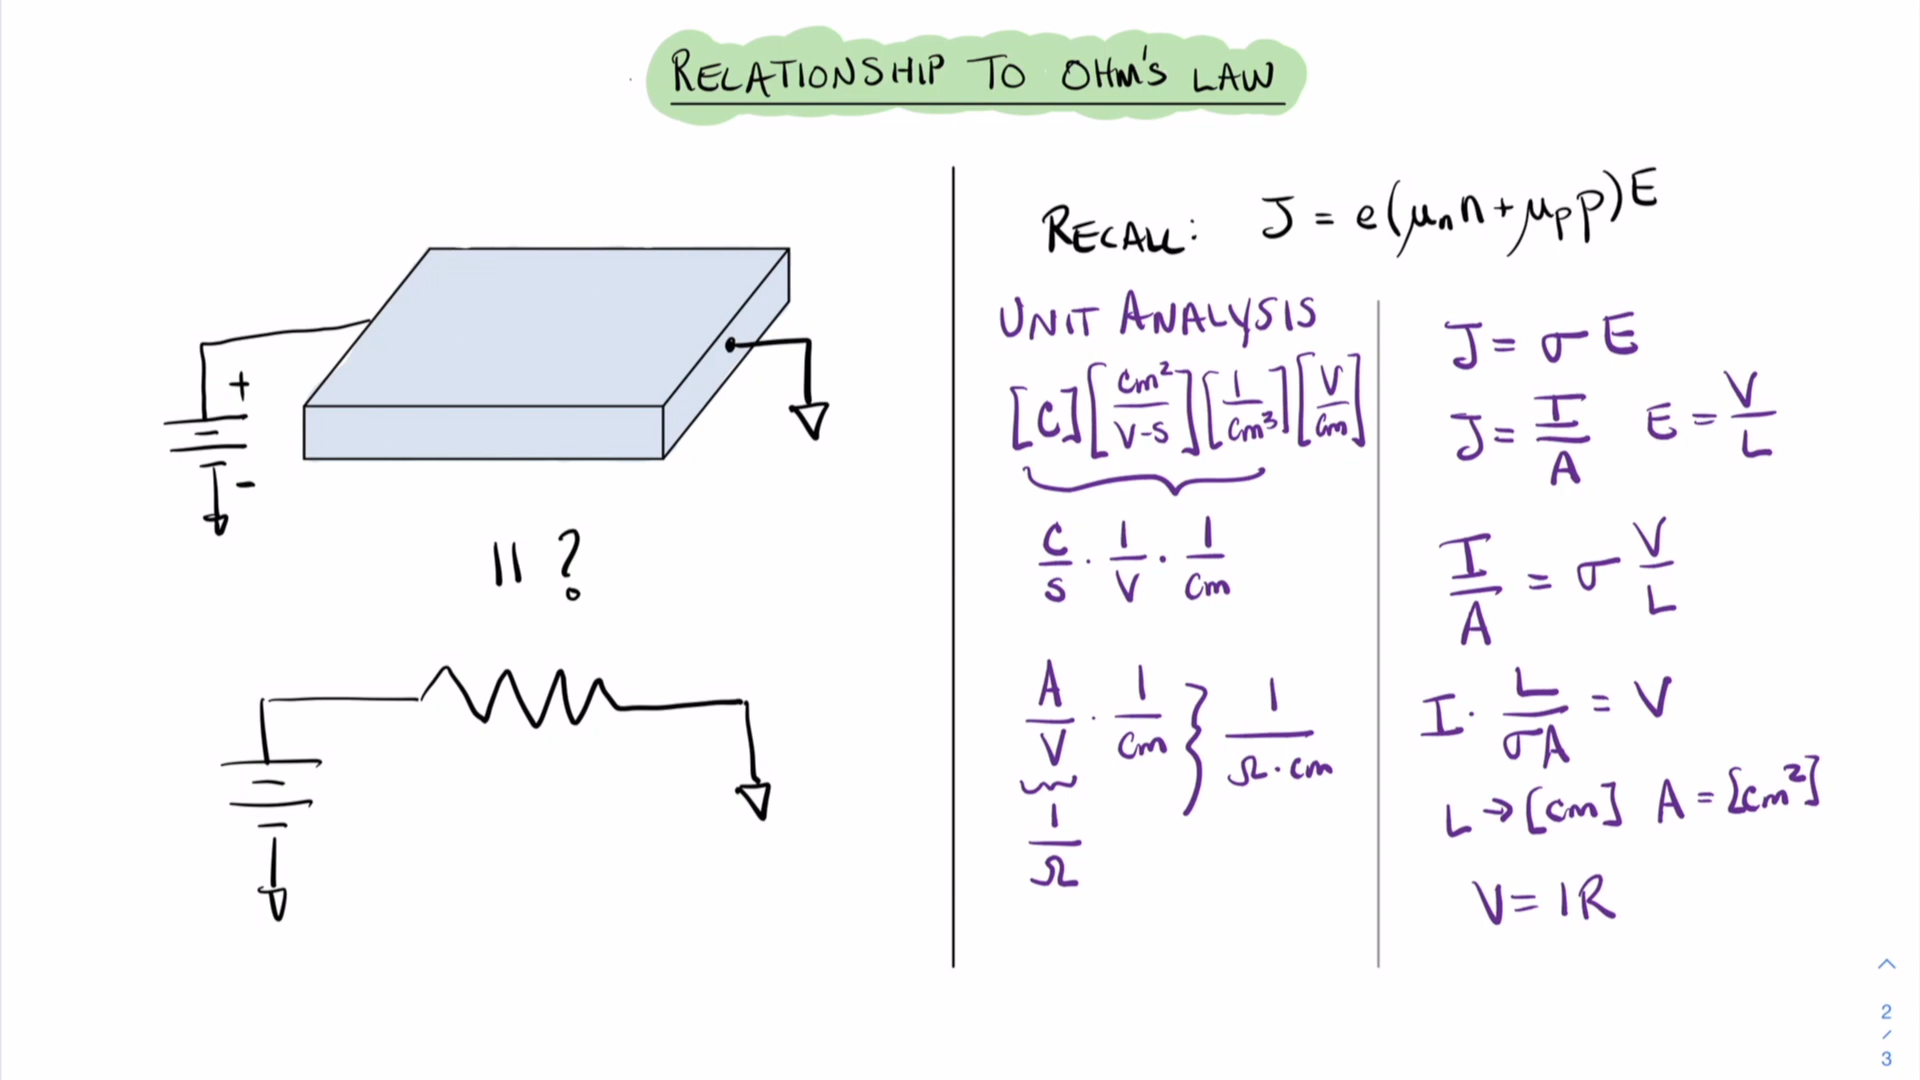 RELATIONSHIP TO OHM'S LAW
+
-
|| ?
RECALL: J = e(μₙn + μₚp)E
UNIT ANALYSIS
[C][cm²/V-S][1/cm³][V/cm]
C/S · 1/V · 1/cm
A/V · 1/cm } 1/Ω·cm
1/Ω
J = σE
J = I/A E = V/L
I/A = σ V/L
I · L/σA = V
L → [cm] A = [cm²]
V = IR
2
/
3